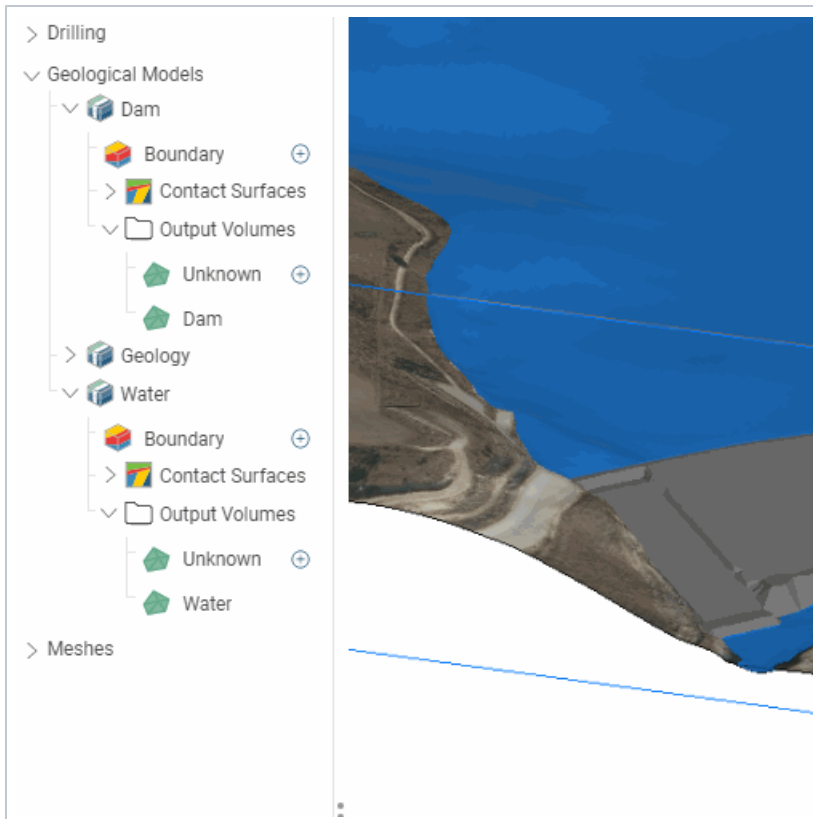 Drilling
Geological Models
Dam
Boundary
Contact Surfaces
Output Volumes
Unknown
Dam
Geology
Water
Boundary
Contact Surfaces
Output Volumes
Unknown
Water
Meshes